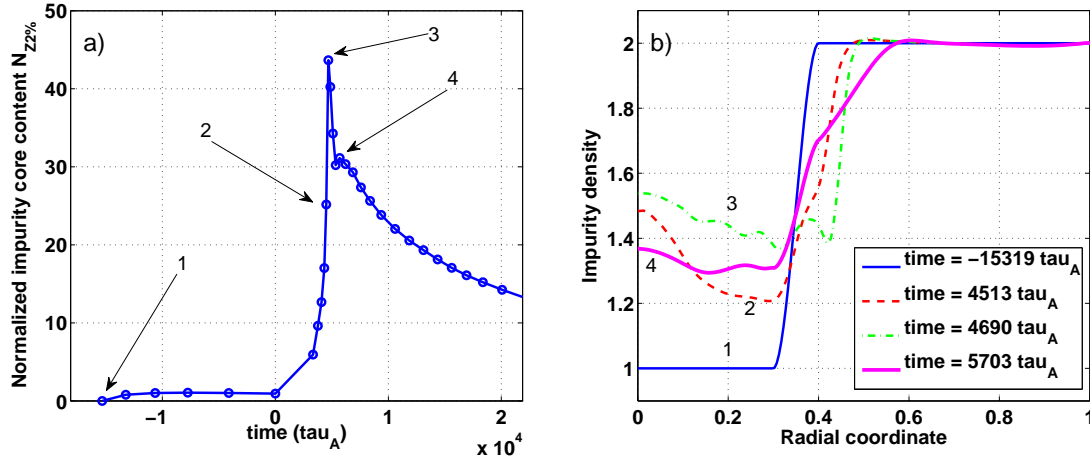 50
a)
3
40
4
30
2
20
1
10
0
−1
0
1
2
Normalized impurity core content N_Z2%
time (tau_A)
x 10^4
b)
2
1.8
1.6
3
1.4
4
1.2
2
1
1
0.8
0
0.2
0.4
0.6
0.8
1
Impurity density
Radial coordinate
time = −15319 tau_A
time = 4513 tau_A
time = 4690 tau_A
time = 5703 tau_A